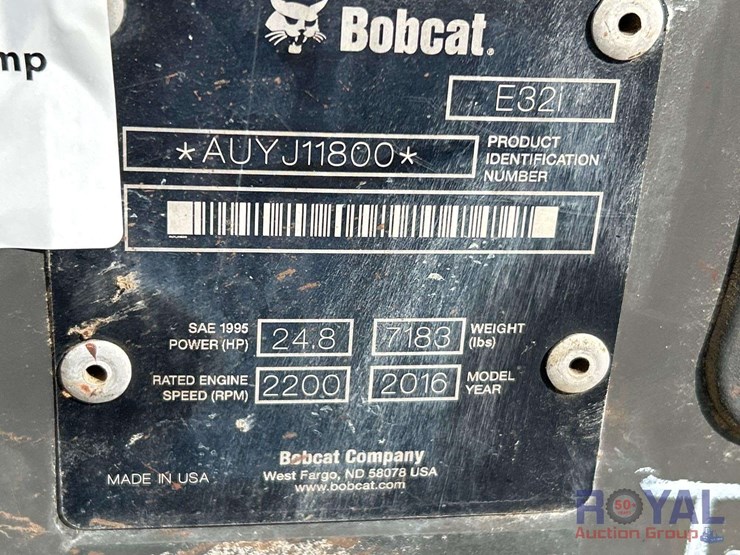 mp
Bobcat®
E32i
*AUYJ11800*
PRODUCT
IDENTIFICATION
NUMBER
SAE 1995
POWER (HP)
24.8
7183
WEIGHT
(lbs)
RATED ENGINE
SPEED (RPM)
2200
2016
MODEL
YEAR
Bobcat Company
West Fargo, ND 58078 USA
www.bobcat.com
MADE IN USA
ROYAL
Auction Group
50